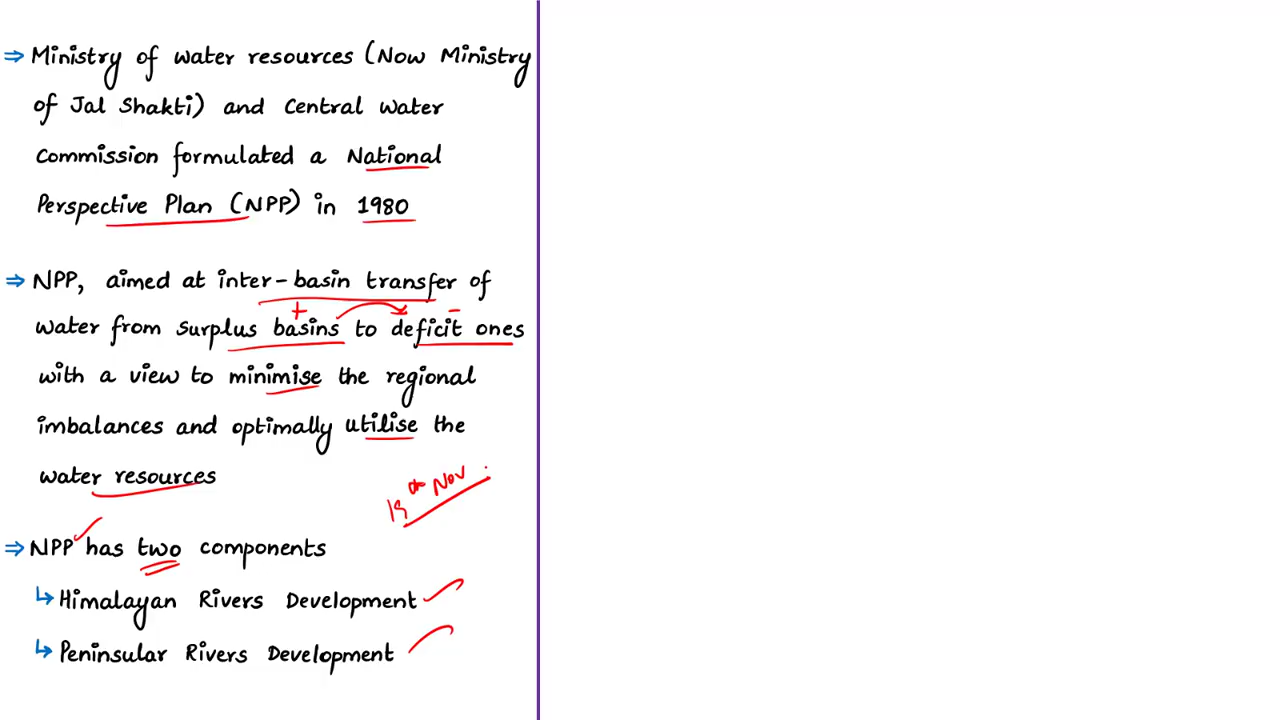 ⇒ Ministry of water resources (Now Ministry
of Jal Shakti) and Central Water
Commission formulated a National
Perspective Plan (NPP) in 1980
⇒ NPP, aimed at inter-basin transfer of
+ -
water from surplus basins to deficit ones
with a view to minimise the regional
imbalances and optimally utilise the
water resources
19th Nov
⇒ NPP has two components
↳ Himalayan Rivers Development
↳ Peninsular Rivers Development